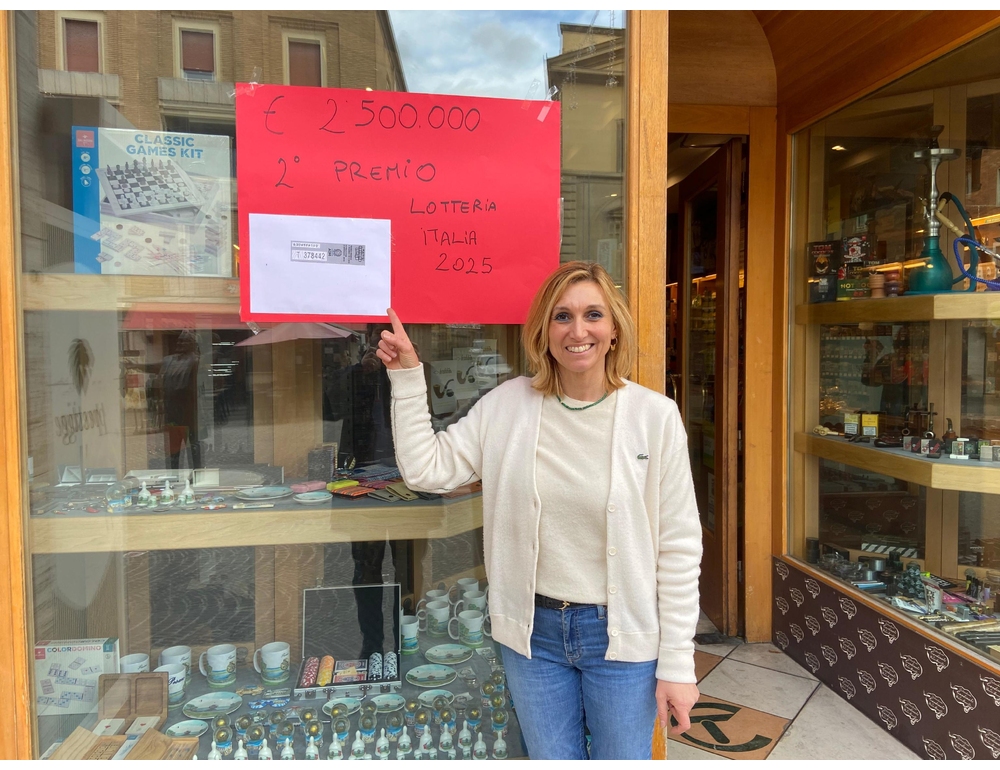 € 2.500.000
2° PREMIO
LOTTERIA
ITALIA
2025
T 378442
CLASSIC
GAMES KIT
COLORDOMINO